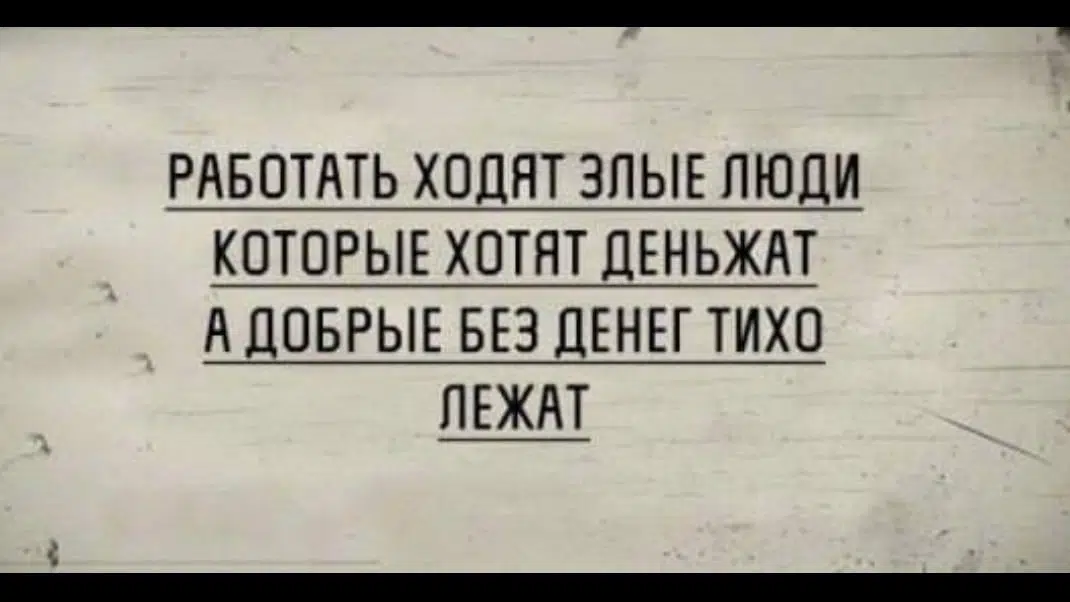 РАБОТАТЬ ХОДЯТ ЗЛЫЕ ЛЮДИ
КОТОРЫЕ ХОТЯТ ДЕНЬЖАТ
А ДОБРЫЕ БЕЗ ДЕНЕГ ТИХО
ЛЕЖАТ